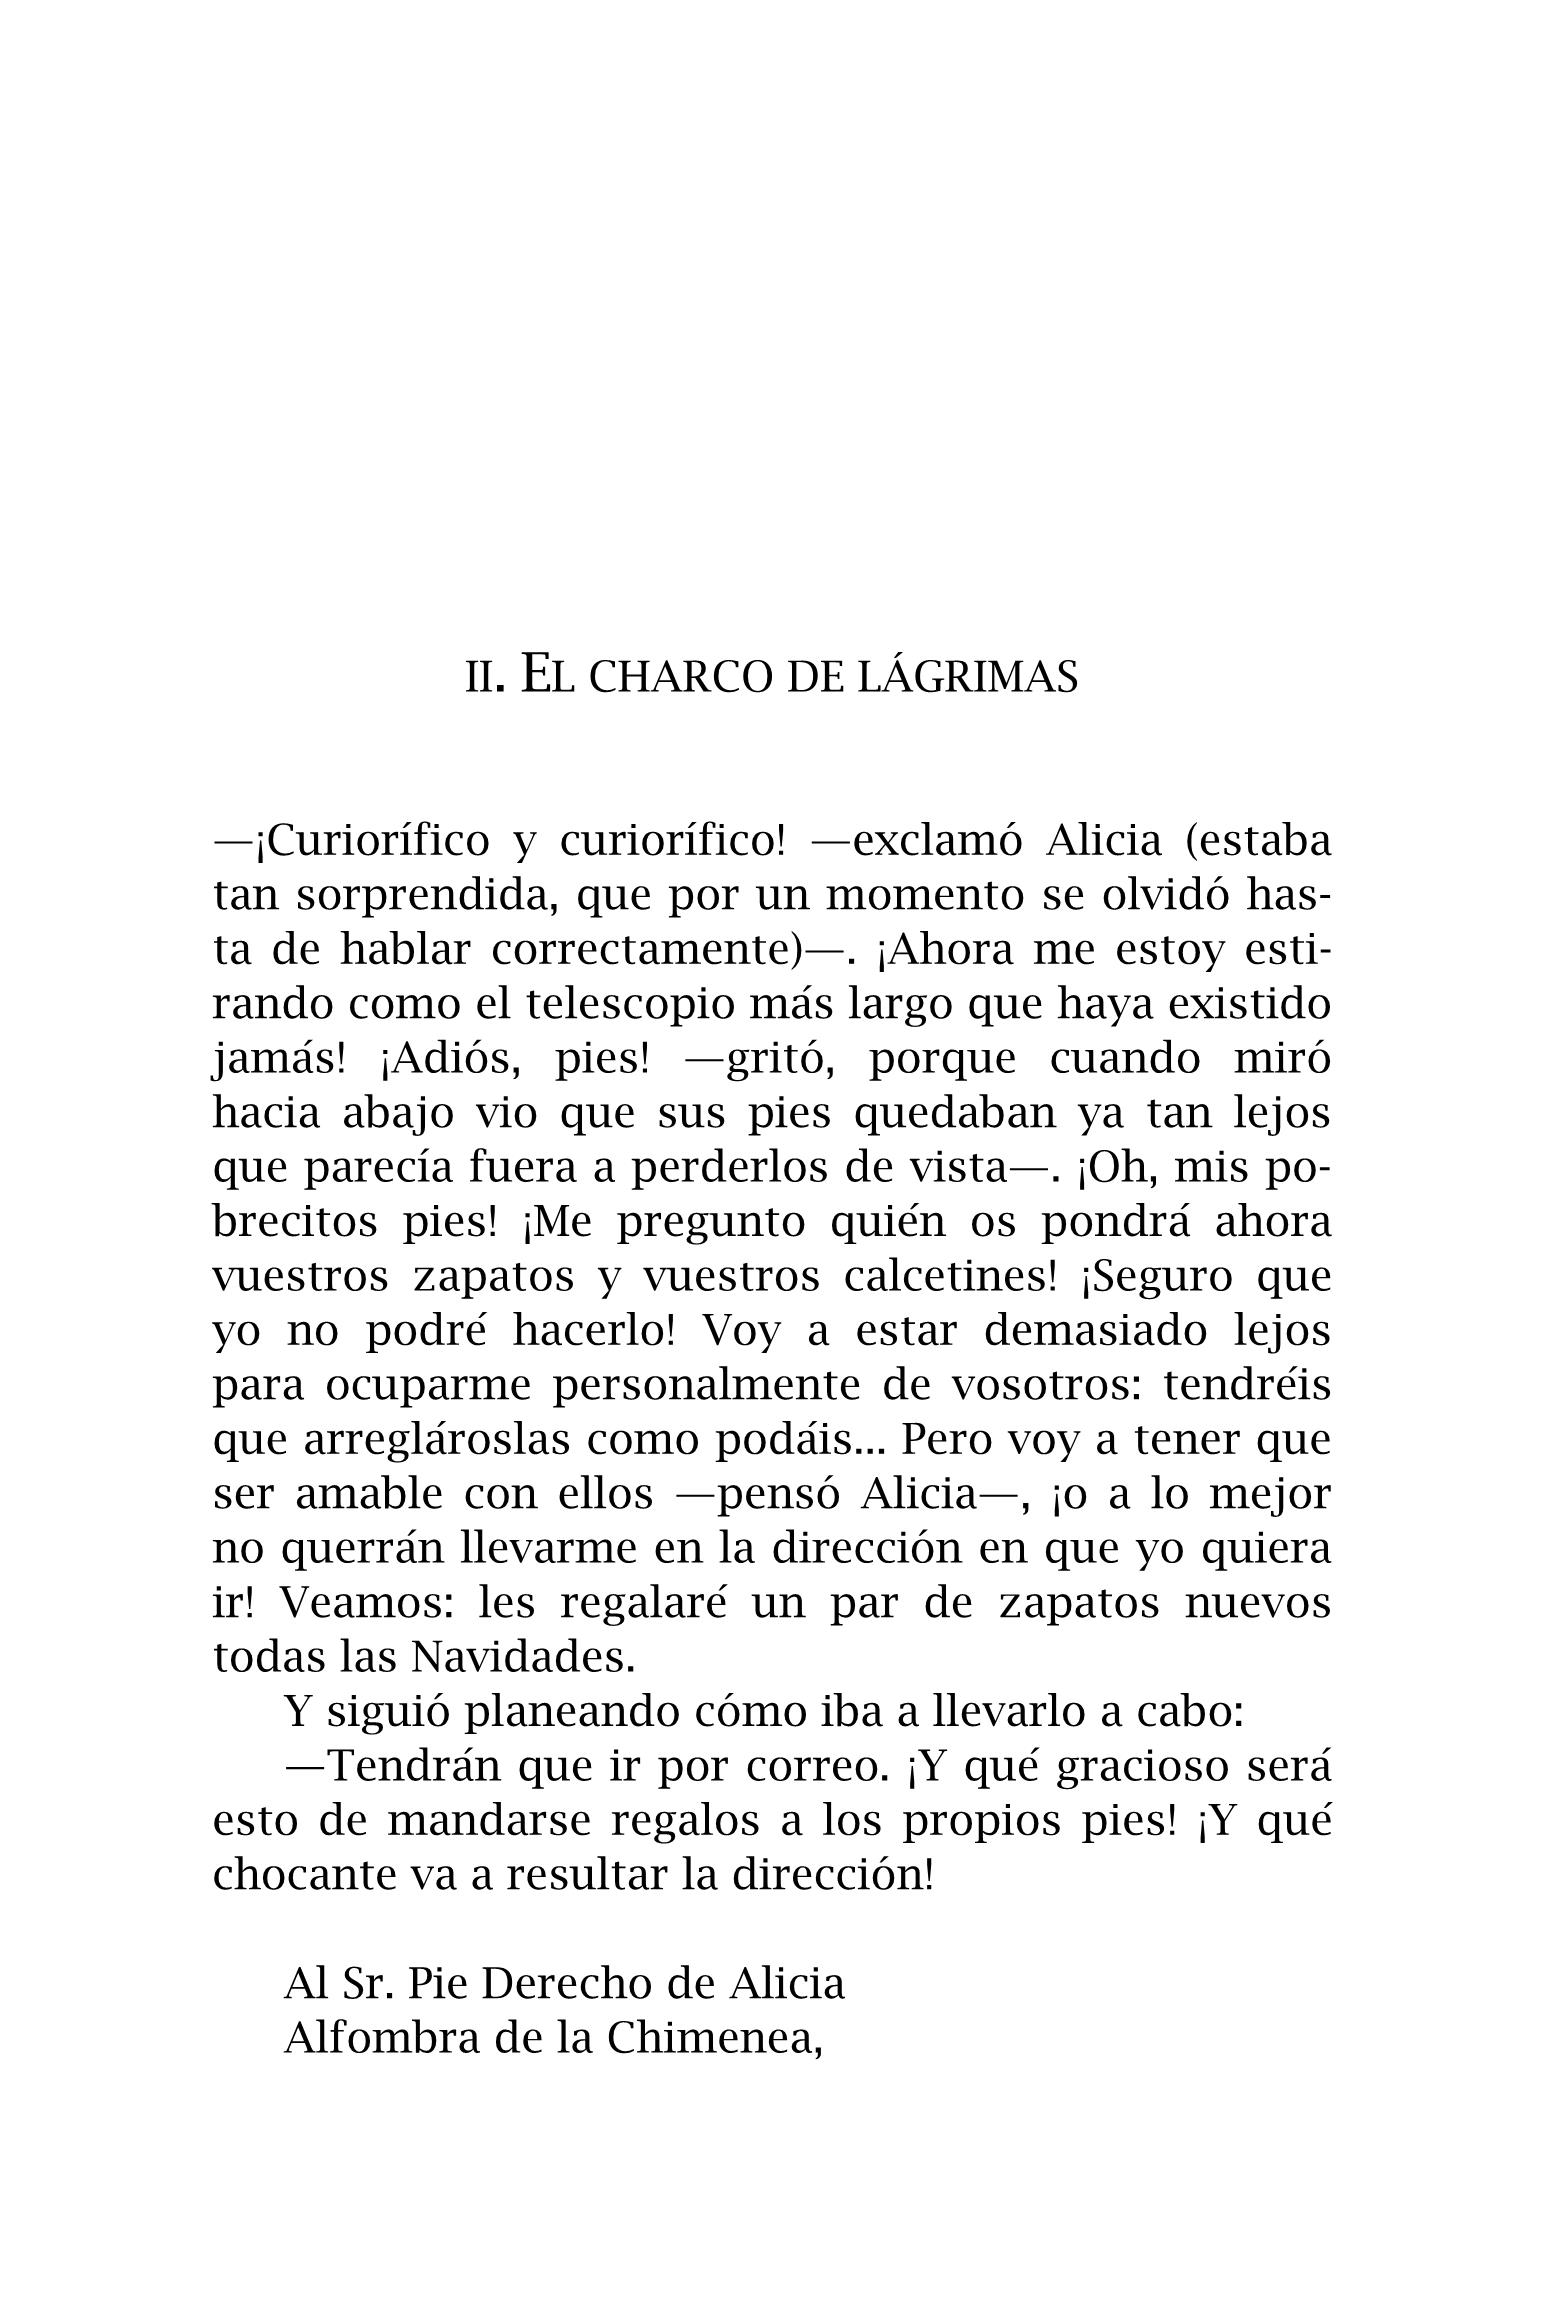 II. EL CHARCO DE LÁGRIMAS
—¡Curiorífico y curiorífico! —exclamó Alicia (estaba
tan sorprendida, que por un momento se olvidó has-
ta de hablar correctamente)—. ¡Ahora me estoy esti-
rando como el telescopio más largo que haya existido
jamás! ¡Adiós, pies! —gritó, porque cuando miró
hacia abajo vio que sus pies quedaban ya tan lejos
que parecía fuera a perderlos de vista—. ¡Oh, mis po-
brecitos pies! ¡Me pregunto quién os pondrá ahora
vuestros zapatos y vuestros calcetines! ¡Seguro que
yo no podré hacerlo! Voy a estar demasiado lejos
para ocuparme personalmente de vosotros: tendréis
que arreglároslas como podáis... Pero voy a tener que
ser amable con ellos —pensó Alicia—, ¡o a lo mejor
no querrán llevarme en la dirección en que yo quiera
ir! Veamos: les regalaré un par de zapatos nuevos
todas las Navidades.
Y siguió planeando cómo iba a llevarlo a cabo:
—Tendrán que ir por correo. ¡Y qué gracioso será
esto de mandarse regalos a los propios pies! ¡Y qué
chocante va a resultar la dirección!
Al Sr. Pie Derecho de Alicia
Alfombra de la Chimenea,